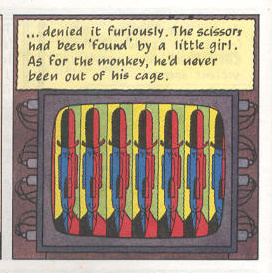 ... denied it furiously. The scissors
had been 'found' by a little girl.
As for the monkey, he'd never
been out of his cage.